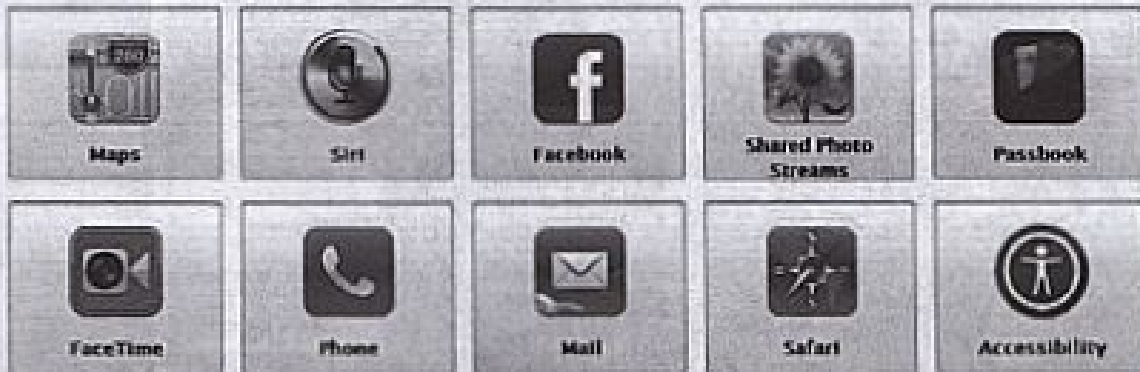 Maps
Siri
Facebook
Shared Photo
Streams
Passbook
FaceTime
Phone
Mail
Safari
Accessibility